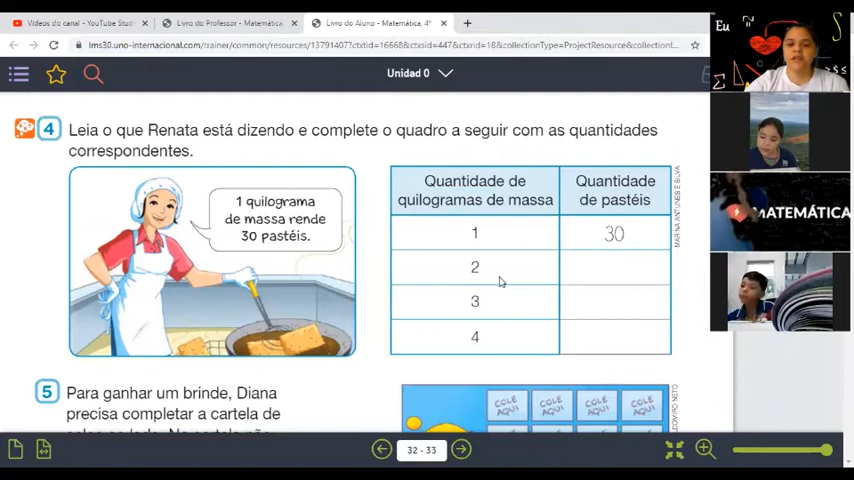 Vídeos do canal - YouTube Stud
Livro do Professor - Matemática,
Livro do Aluno - Matemática, 4º
lms30.uno-internacional.com/trainer/common/resources/13791407?ctxtid=16668&ctxsid=447&ctxrid=18&collectionType=ProjectResource&collectionI
Unidad 0
4 Leia o que Renata está dizendo e complete o quadro a seguir com as quantidades
correspondentes.
1 quilograma
de massa rende
30 pastéis.
Quantidade de
quilogramas de massa
Quantidade
de pastéis
1 30
2
3
4
MARINA ANTUNES E SILVA
5 Para ganhar um brinde, Diana
precisa completar a cartela de
COLE
AQUI
COLE
AQUI
COLE
AQUI
COLE
AQUI
32 - 33
Eu
MATEMÁTICA